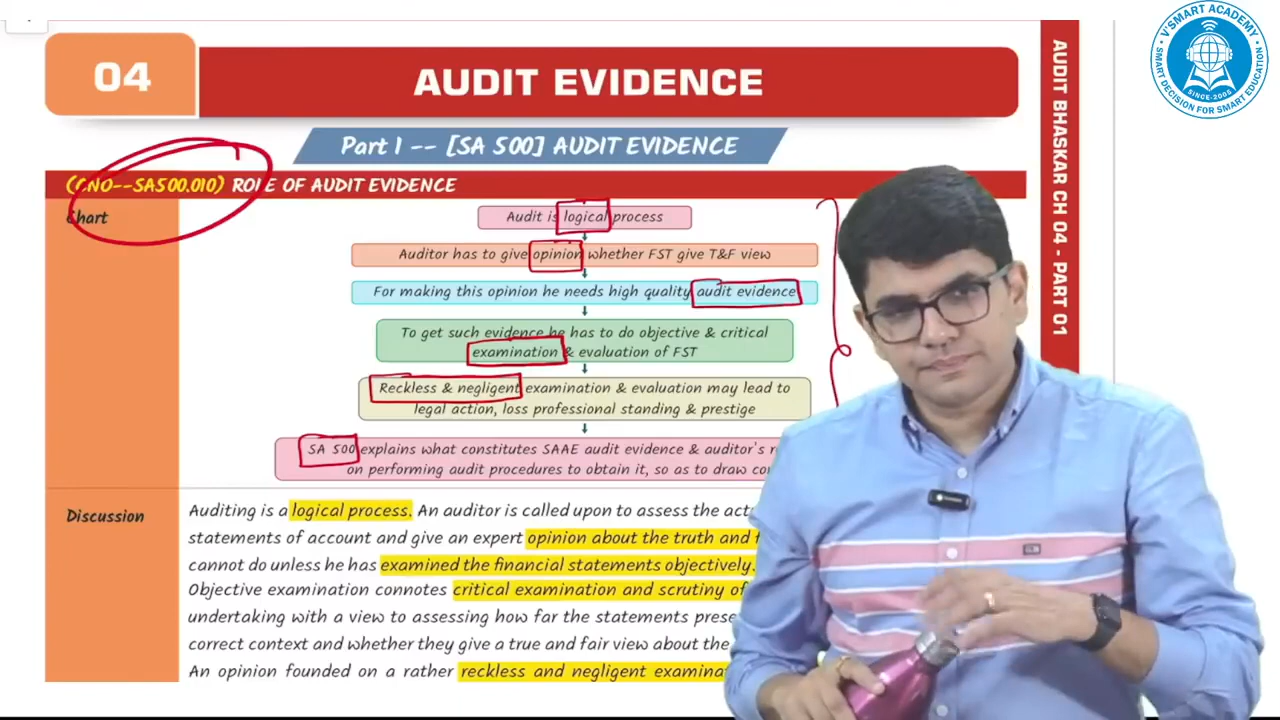 04
AUDIT EVIDENCE
Part 1 -- [SA 500] AUDIT EVIDENCE
(CNO--SA500.010) ROLE OF AUDIT EVIDENCE
Chart
Audit is logical process
Auditor has to give opinion whether FST give T&F view
For making this opinion he needs high quality audit evidence
To get such evidence he has to do objective & critical
examination & evaluation of FST
Reckless & negligent examination & evaluation may lead to
legal action, loss professional standing & prestige
SA 500 explains what constitutes SAAE audit evidence & auditor's
on performing audit procedures to obtain it, so as to draw
Discussion
Auditing is a logical process. An auditor is called upon to assess the
statements of account and give an expert opinion about the truth and
cannot do unless he has examined the financial statements objectively.
Objective examination connotes critical examination and scrutiny of
undertaking with a view to assessing how far the statements
correct context and whether they give a true and fair view about the
An opinion founded on a rather reckless and negligent
AUDIT BHASKAR CH 04 - PART 01
V'SMART ACADEMY
SINCE-2005
SMART DECISION FOR SMART EDUCATION